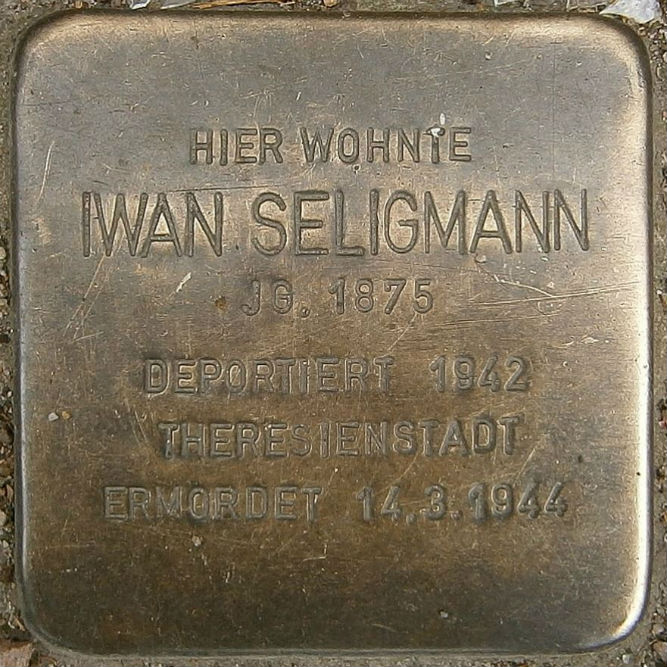 HIER WOHNTE
IWAN SELIGMANN
JG. 1875
DEPORTIERT 1942
THERESIENSTADT
ERMORDET 14.3.1944